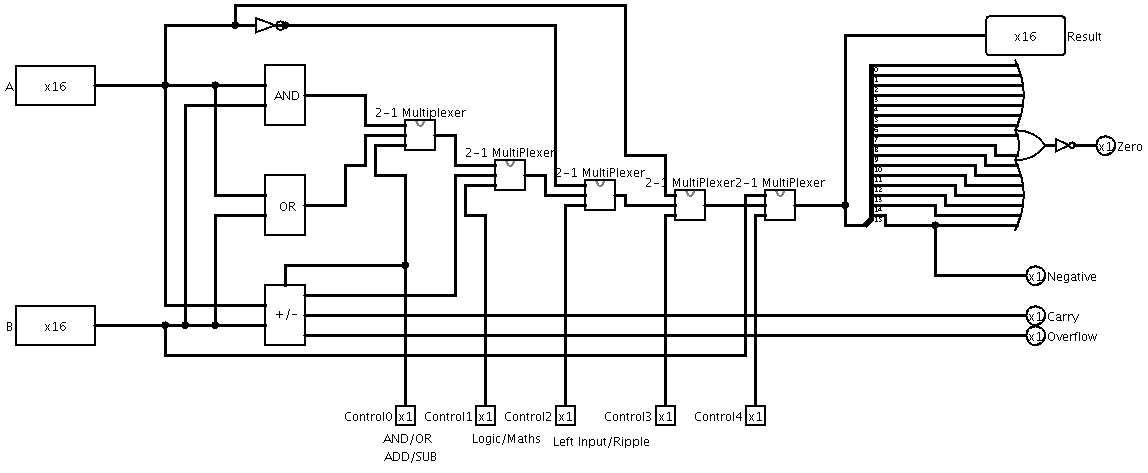 x16 Result
A x16
AND
2-1 Multiplexer
2-1 MultiPlexer
2-1 MultiPlexer
2-1 MultiPlexer
2-1 MultiPlexer
0
1
2
3
4
5
6
7
8
9
10
11
12
13
14
15
x1 Zero
OR
x1 Negative
+/-
B x16
x1 Carry
x1 Overflow
Control0 x1
Control1 x1
Control2 x1
Control3 x1
Control4 x1
AND/OR
ADD/SUB
Logic/Maths
Left Input/Ripple